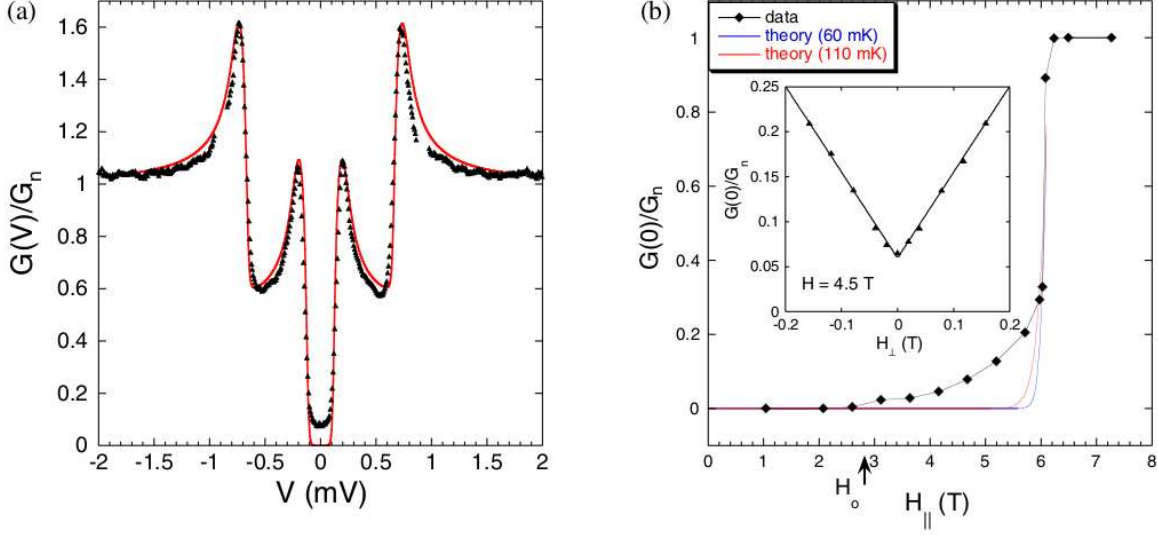 (a)
G(V)/G_n
1.6
1.4
1.2
1
0.8
0.6
0.4
0.2
0
-2 -1.5 -1 -0.5 0 0.5 1 1.5 2
V (mV)
(b)
data
theory (60 mK)
theory (110 mK)
G(0)/G_n
1
0.8
0.6
0.4
0.2
0
0 1 2 3 4 5 6 7 8
H_o
H_|| (T)
G(0)/G_n
0.25
0.20
0.15
0.10
0.05
0
H = 4.5 T
-0.2 -0.1 0 0.1 0.2
H_⊥ (T)